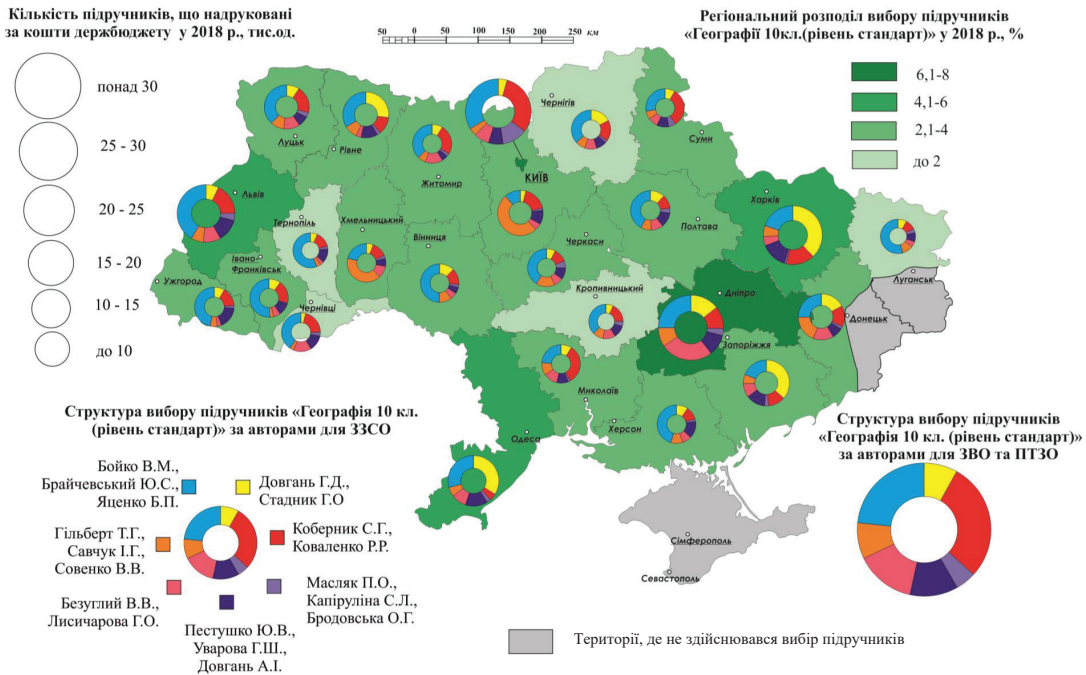 Кількість підручників, що надруковані
за кошти держбюджету у 2018 р., тис.од.
понад 30
25 - 30
20 - 25
15 - 20
10 - 15
до 10
50 0 50 100 150 200 250 км
Регіональний розподіл вибору підручників
«Географії 10кл.(рівень стандарт)» у 2018 р., %
6,1-8
4,1-6
2,1-4
до 2
Чернігів
Суми
Луцьк
Рівне
Житомир
КИЇВ
Львів
Тернопіль
Хмельницький
Вінниця
Черкаси
Полтава
Харків
Івано-
Франківськ
Ужгород
Чернівці
Кропивницький
Дніпро
Луганськ
Донецьк
Запоріжжя
Миколаїв
Херсон
Одеса
Сімферополь
Севастополь
Структура вибору підручників «Географія 10 кл.
(рівень стандарт)» за авторами для ЗЗСО
Бойко В.М.,
Брайчевський Ю.С.,
Яценко Б.П.
Довгань Г.Д.,
Стадник Г.О
Гільберт Т.Г.,
Савчук І.Г.,
Совенко В.В.
Коберник С.Г.,
Коваленко Р.Р.
Безуглий В.В.,
Лисичарова Г.О.
Масляк П.О.,
Капіруліна С.Л.,
Бродовська О.Г.
Пестушко Ю.В.,
Уварова Г.Ш.,
Довгань А.І.
Структура вибору підручників
«Географія 10 кл. (рівень стандарт)»
за авторами для ЗВО та ПТЗО
Території, де не здійснювався вибір підручників